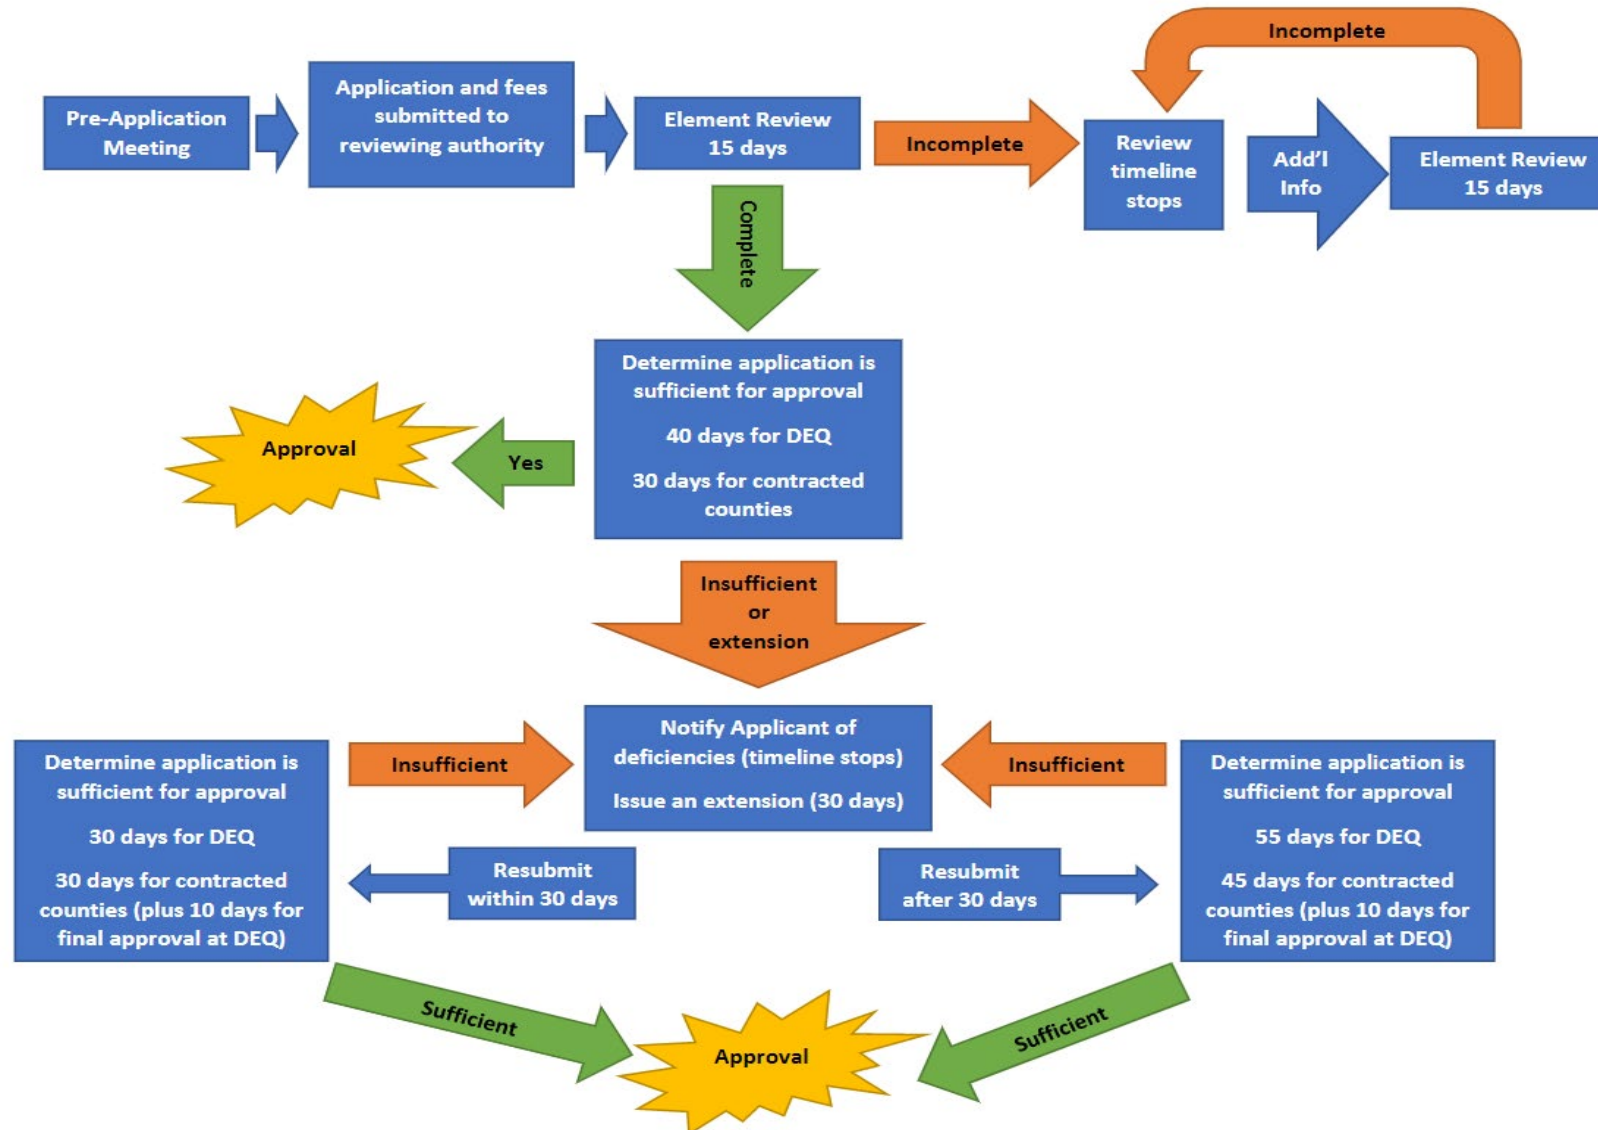 Incomplete
Pre-Application
Meeting
Application and fees
submitted to
reviewing authority
Element Review
15 days
Incomplete
Review
timeline
stops
Add'l
Info
Element Review
15 days
Complete
Determine application is
sufficient for approval
40 days for DEQ
30 days for contracted
counties
Yes
Approval
Insufficient
or
extension
Notify Applicant of
deficiencies (timeline stops)
Issue an extension (30 days)
Insufficient
Insufficient
Determine application is
sufficient for approval
30 days for DEQ
30 days for contracted
counties (plus 10 days for
final approval at DEQ)
Resubmit
within 30 days
Resubmit
after 30 days
Determine application is
sufficient for approval
55 days for DEQ
45 days for contracted
counties (plus 10 days for
final approval at DEQ)
Sufficient
Sufficient
Approval